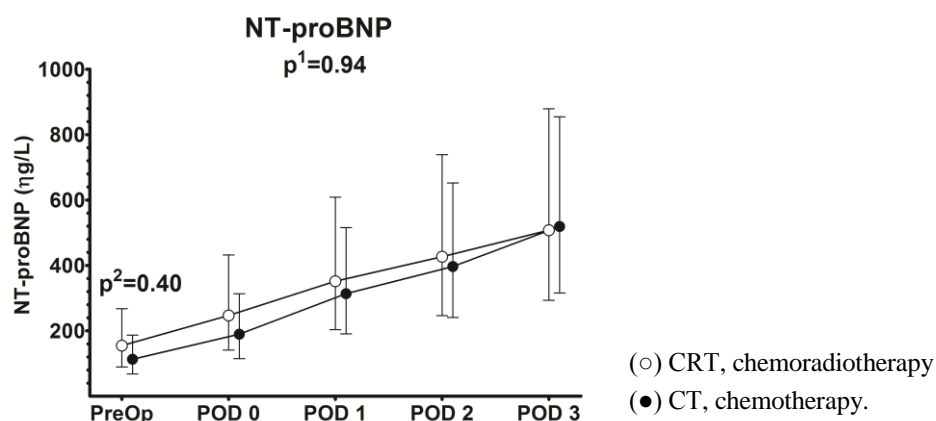 NT-proBNP
p¹=0.94
1000
800
600
400
200
NT-proBNP (ηg/L)
p²=0.40
PreOp POD 0 POD 1 POD 2 POD 3
(○) CRT, chemoradiotherapy
(●) CT, chemotherapy.